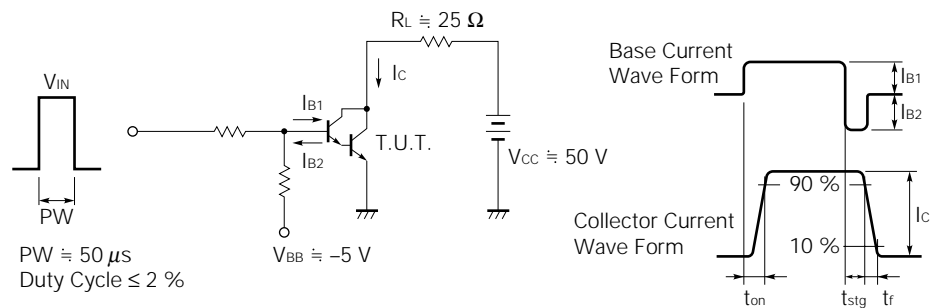 RL ≒ 25 Ω
VIN
IC
IB1
IB2
T.U.T.
VCC ≒ 50 V
PW
VBB ≒ –5 V
PW ≒ 50 μs
Duty Cycle ≤ 2 %
Base Current
Wave Form
IB1
IB2
90 %
Collector Current
Wave Form
10 %
IC
ton
tstg
tf